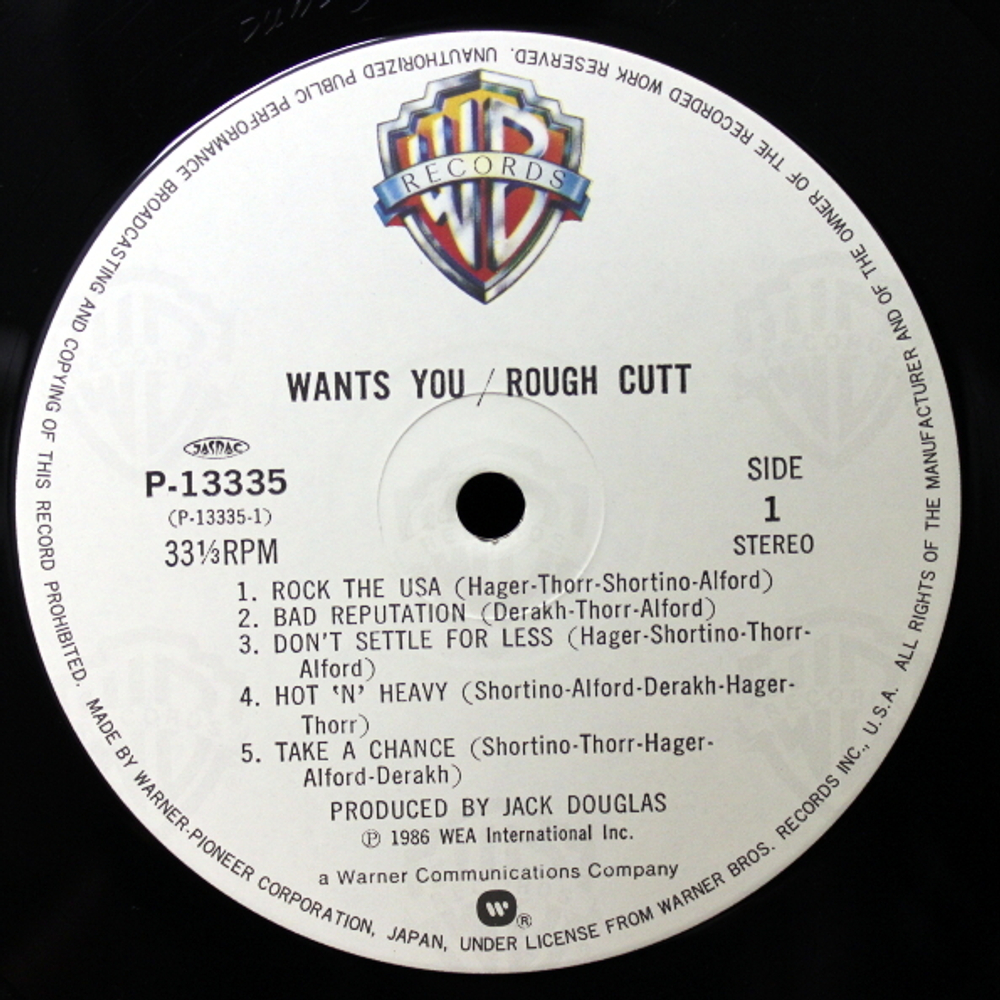 WB
RECORDS
WANTS YOU / ROUGH CUTT
JASRAC
P-13335
(P-13335-1)
33⅓RPM
SIDE
1
STEREO
1. ROCK THE USA (Hager-Thorr-Shortino-Alford)
2. BAD REPUTATION (Derakh-Thorr-Alford)
3. DON'T SETTLE FOR LESS (Hager-Shortino-Thorr-
Alford)
4. HOT 'N' HEAVY (Shortino-Alford-Derakh-Hager-
Thorr)
5. TAKE A CHANCE (Shortino-Thorr-Hager-
Alford-Derakh)
PRODUCED BY JACK DOUGLAS
Ⓟ 1986 WEA International Inc.
a Warner Communications Company
W®
MADE BY WARNER-PIONEER CORPORATION, JAPAN, UNDER LICENSE FROM WARNER BROS. RECORDS INC., U.S.A. ALL RIGHTS OF THE MANUFACTURER AND OF THE OWNER OF THE RECORDED WORK RESERVED. UNAUTHORIZED PUBLIC PERFORMANCE BROADCASTING AND COPYING OF THIS RECORD PROHIBITED.